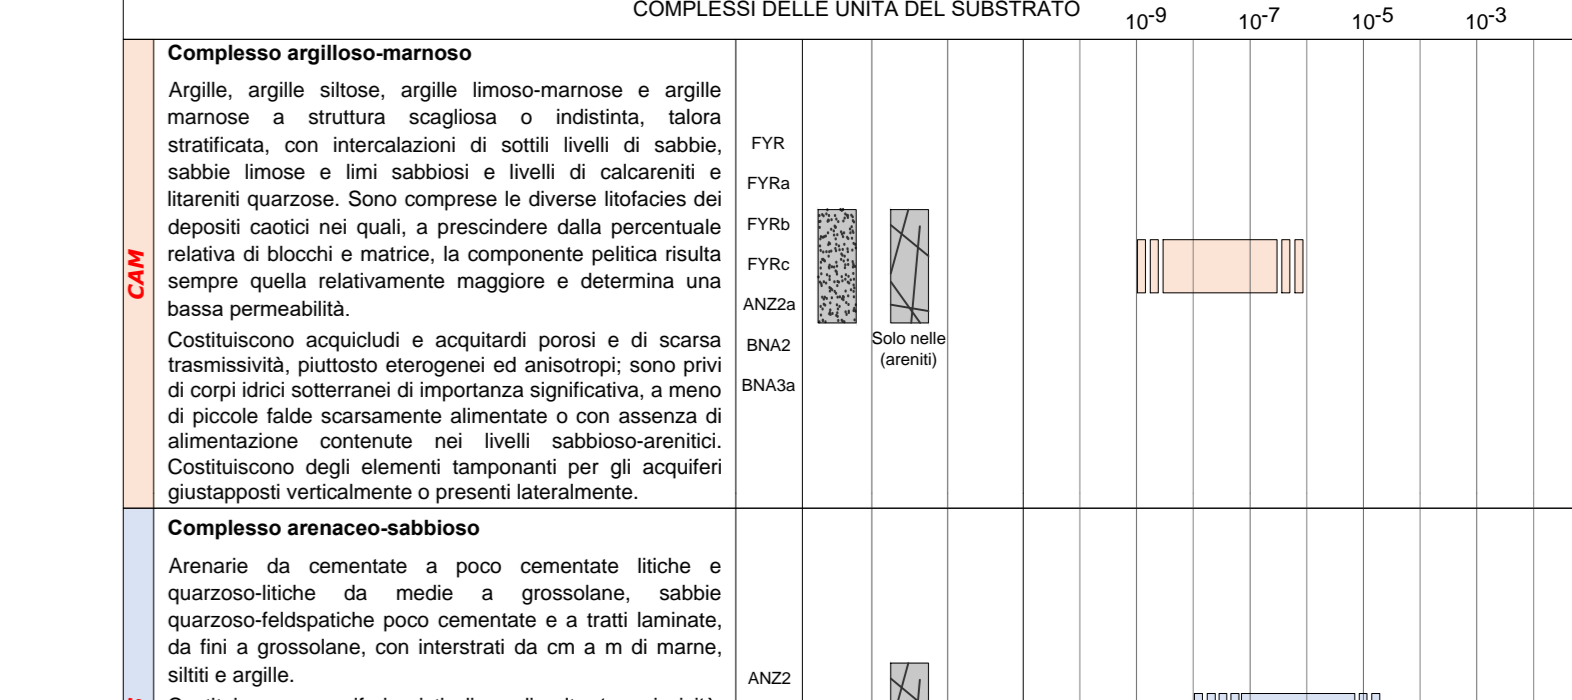 COMPLESSI DELLE UNITÀ DEL SUBSTRATO
10-9 10-7 10-5 10-3
Complesso argilloso-marnoso
Argille, argille siltose, argille limoso-marnose e argille
marnose a struttura scagliosa o indistinta, talora
stratificata, con intercalazioni di sottili livelli di sabbie,
sabbie limose e limi sabbiosi e livelli di calcareniti e
litareniti quarzose. Sono comprese le diverse litofacies dei
depositi caotici nei quali, a prescindere dalla percentuale
relativa di blocchi e matrice, la componente pelitica risulta
sempre quella relativamente maggiore e determina una
bassa permeabilità.
Costituiscono acquicludi e acquitardi porosi e di scarsa
trasmissività, piuttosto eterogenei ed anisotropi; sono privi
di corpi idrici sotterranei di importanza significativa, a meno
di piccole falde scarsamente alimentate o con assenza di
alimentazione contenute nei livelli sabbioso-arenitici.
Costituiscono degli elementi tamponanti per gli acquiferi
giustapposti verticalmente o presenti lateralmente.
CAM
FYR
FYRa
FYRb
FYRc
ANZ2a
BNA2
BNA3a
Solo nelle
(areniti)
Complesso arenaceo-sabbioso
Arenarie da cementate a poco cementate litiche e
quarzoso-litiche da medie a grossolane, sabbie
quarzoso-feldspatiche poco cementate e a tratti laminate,
da fini a grossolane, con interstrati da cm a m di marne,
siltiti e argille.
ANZ2